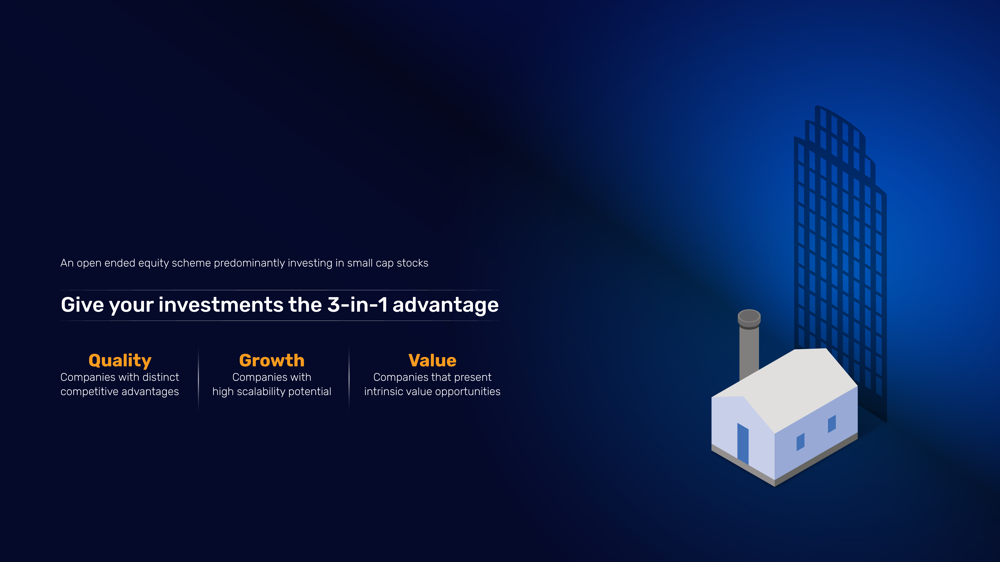 An open ended equity scheme predominantly investing in small cap stocks
Give your investments the 3-in-1 advantage
Quality
Companies with distinct
competitive advantages
Growth
Companies with
high scalability potential
Value
Companies that present
intrinsic value opportunities